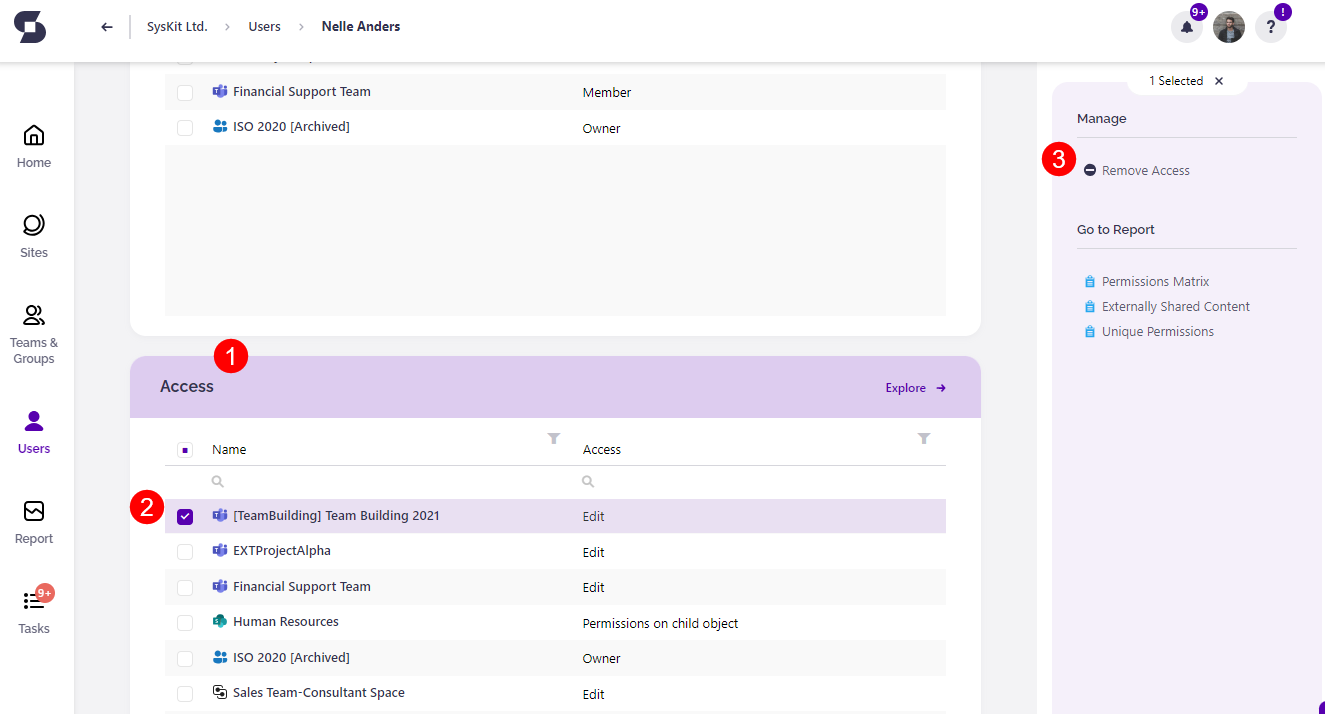 SysKit Ltd. > Users > Nelle Anders
9+
!
?
1 Selected ×
Home
Sites
Teams &
Groups
Users
Report
9+
Tasks
Financial Support Team Member
ISO 2020 [Archived] Owner
1
Access Explore →
Name Access
2
[TeamBuilding] Team Building 2021 Edit
EXTProjectAlpha Edit
Financial Support Team Edit
Human Resources Permissions on child object
ISO 2020 [Archived] Owner
Sales Team-Consultant Space Edit
Manage
3
Remove Access
Go to Report
Permissions Matrix
Externally Shared Content
Unique Permissions